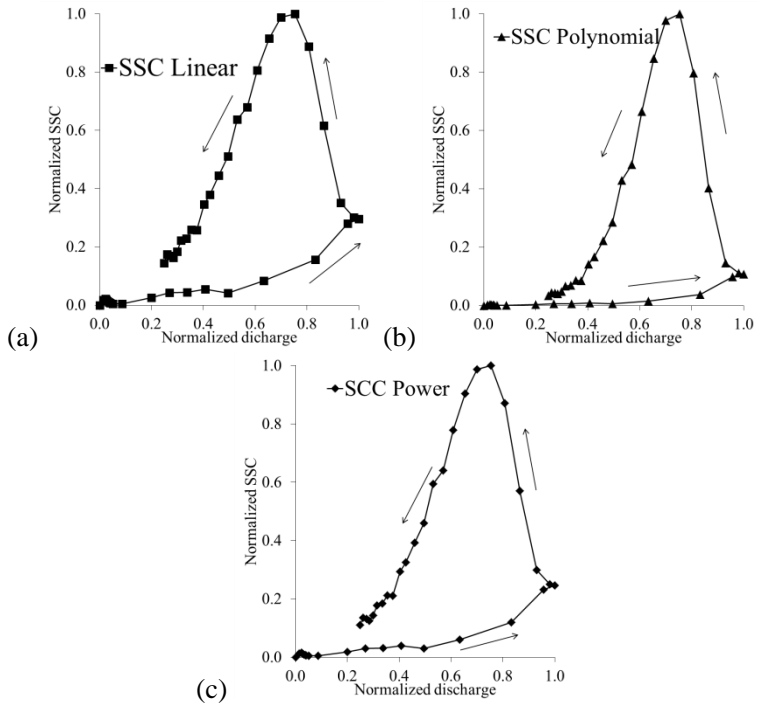 1.0
0.8
0.6
0.4
0.2
0.0
Normalized SSC
SSC Linear
0.0 0.2 0.4 0.6 0.8 1.0
Normalized dicharge
(a)
1.0
0.8
0.6
0.4
0.2
0.0
Normalized SSC
SSC Polynomial
0.0 0.2 0.4 0.6 0.8 1.0
Normalized discharge
(b)
1.0
0.8
0.6
0.4
0.2
0.0
Normalized SSC
SCC Power
0.0 0.2 0.4 0.6 0.8 1.0
Normalized discharge
(c)